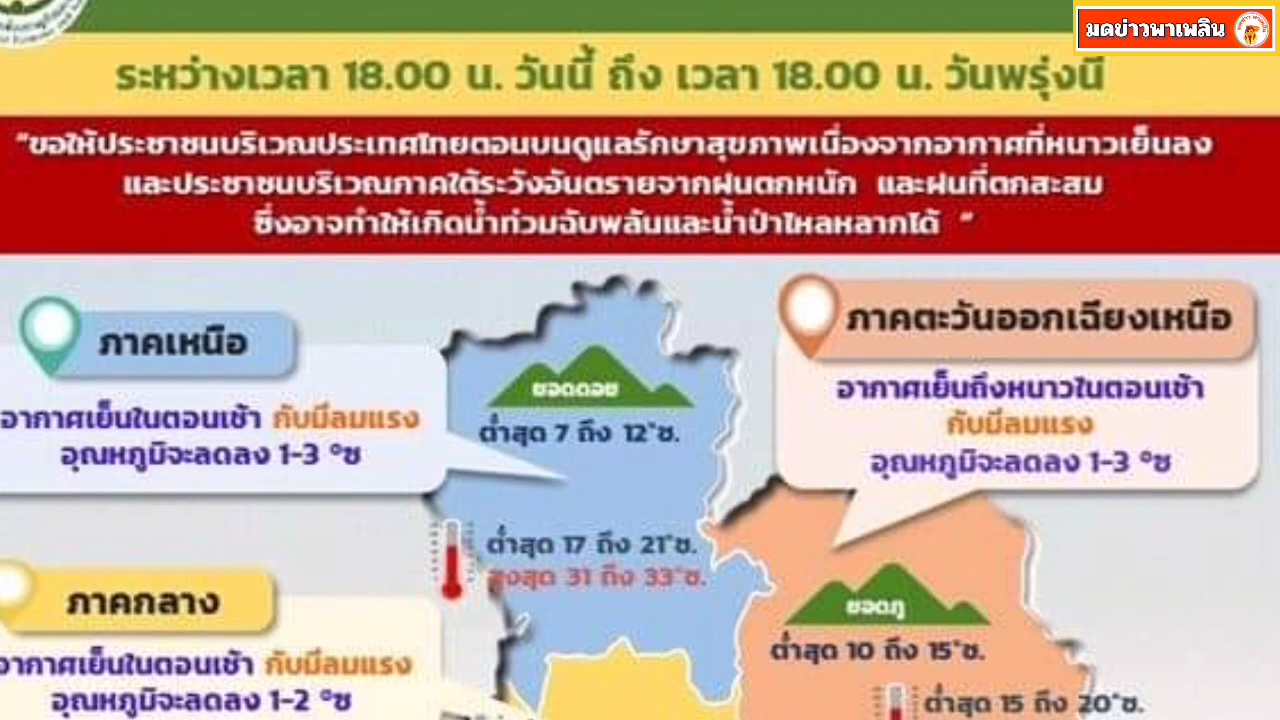 มดข่าวพาเพลิน
ระหว่างเวลา 18.00 น. วันนี้ ถึง เวลา 18.00 น. วันพรุ่งนี้
"ขอให้ประชาชนบริเวณประเทศไทยตอนบนดูแลรักษาสุขภาพเนื่องจากอากาศที่หนาวเย็นลง
และประชาชนบริเวณภาคใต้ระวังอันตรายจากฝนตกหนัก และฝนที่ตกสะสม
ซึ่งอาจทำให้เกิดน้ำท่วมฉับพลันและน้ำป่าไหลหลากได้ "
ภาคเหนือ
อากาศเย็นในตอนเช้า กับมีลมแรง
อุณหภูมิจะลดลง 1-3 °ซ
ยอดดอย
ต่ำสุด 7 ถึง 12°ซ.
ต่ำสุด 17 ถึง 21°ซ.
สูงสุด 31 ถึง 33°ซ.
ภาคตะวันออกเฉียงเหนือ
อากาศเย็นถึงหนาวในตอนเช้า
กับมีลมแรง
อุณหภูมิจะลดลง 1-3 °ซ
ยอดภู
ต่ำสุด 10 ถึง 15°ซ.
ต่ำสุด 15 ถึง 20°ซ.
ภาคกลาง
อากาศเย็นในตอนเช้า กับมีลมแรง
อุณหภูมิจะลดลง 1-2 °ซ